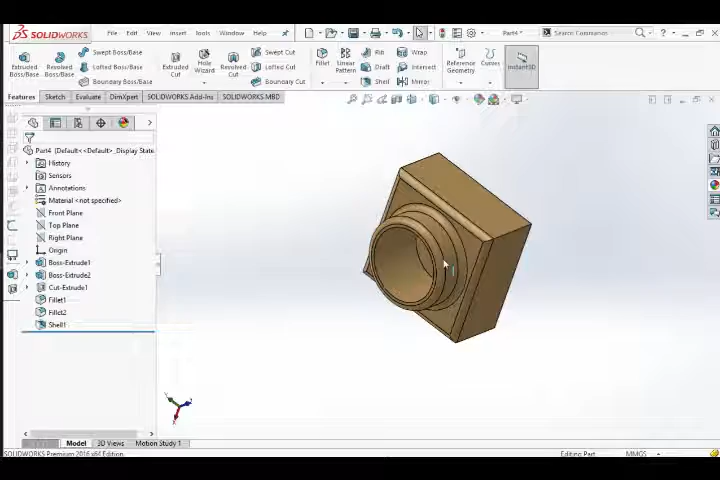 SOLIDWORKS File Edit View Insert Tools Window Help Part4 * Search Commands
Extruded Boss/Base Revolved Boss/Base Swept Boss/Base Lofted Boss/Base Boundary Boss/Base Extruded Cut Hole Wizard Revolved Cut Swept Cut Lofted Cut Boundary Cut Fillet Linear Pattern Rib Draft Shell Wrap Intersect Mirror Reference Geometry Curves Instant3D
Features Sketch Evaluate DimXpert SOLIDWORKS Add-Ins SOLIDWORKS MBD
Part4 (Default<<Default>_Display State
History
Sensors
Annotations
Material <not specified>
Front Plane
Top Plane
Right Plane
Origin
Boss-Extrude1
Boss-Extrude2
Cut-Extrude1
Fillet1
Fillet2
Shell1
Model 3D Views Motion Study 1
SOLIDWORKS Premium 2016 x64 Edition Editing Part MMGS